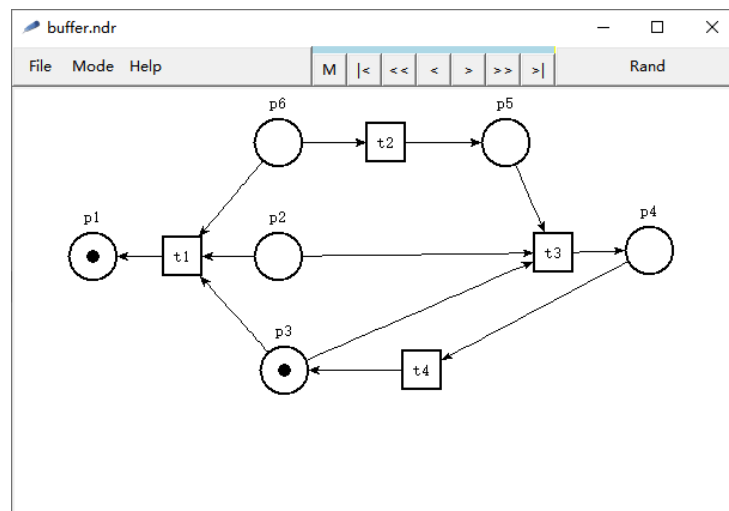 buffer.ndr
File Mode Help M |< << < > >> >| Rand
p6 p5
t2
p1 p2 p4
t1 t3
p3
t4